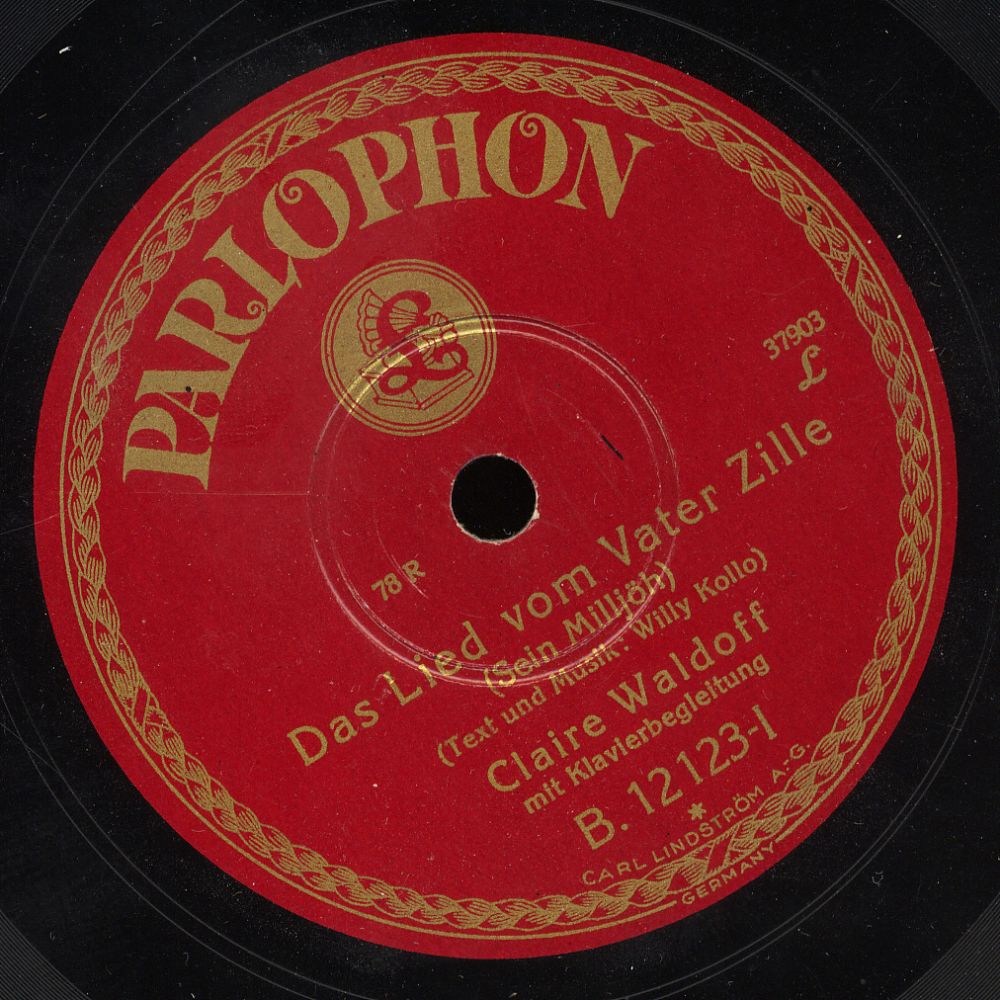 PARLOPHON
37903
L
78 R
Das Lied vom Vater Zille
(Sein Milljöh)
(Text und Musik: Willy Kollo)
Claire Waldoff
mit Klavierbegleitung
B. 12123-I
*
CARL LINDSTRÖM A.-G.
GERMANY